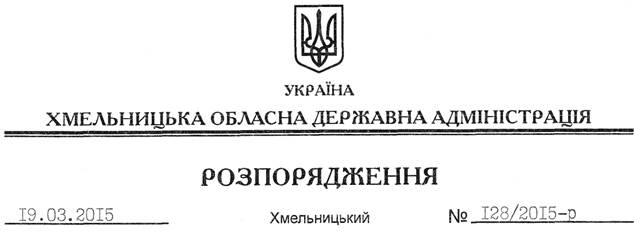 УКРАЇНА
ХМЕЛЬНИЦЬКА ОБЛАСНА ДЕРЖАВНА АДМІНІСТРАЦІЯ
РОЗПОРЯДЖЕННЯ
19.03.2015 Хмельницький № 128/2015-р